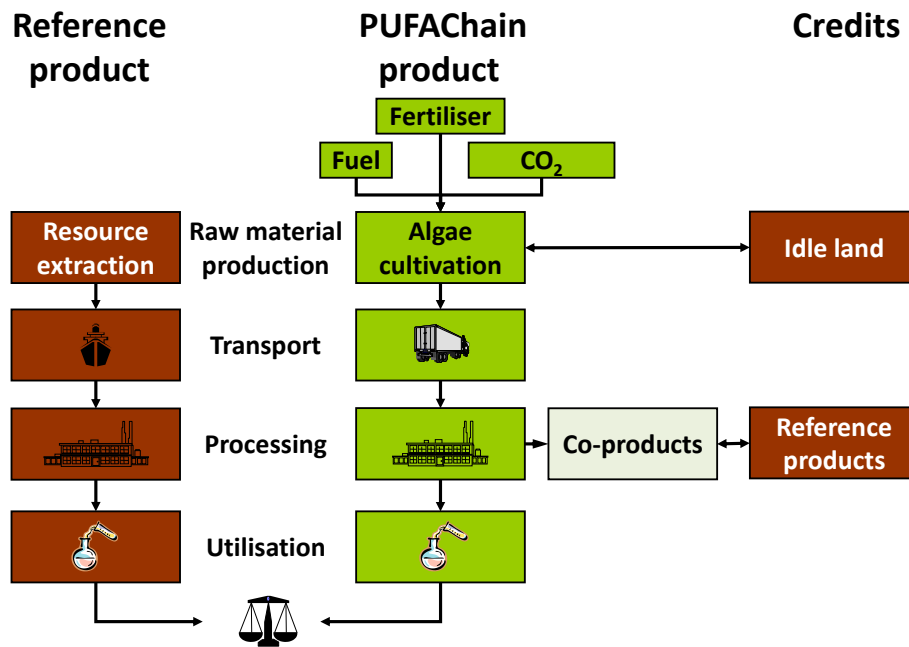 Reference
product
PUFAChain
product
Credits
Fertiliser
Fuel
CO₂
Resource
extraction
Raw material
production
Algae
cultivation
Idle land
Transport
Processing
Co-products
Reference
products
Utilisation